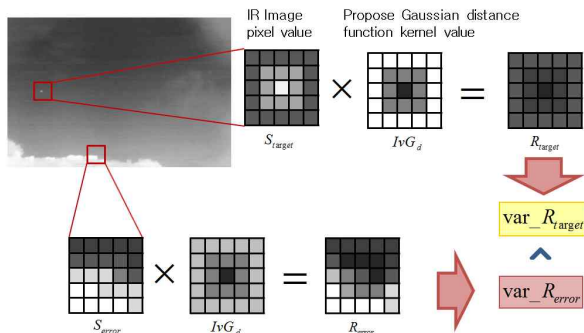 IR Image
pixel value
Propose Gaussian distance
function kernel value
× =
S_target IvG_d R_target
var_R_target
^
× =
var_R_error
S_error IvG_d R_error